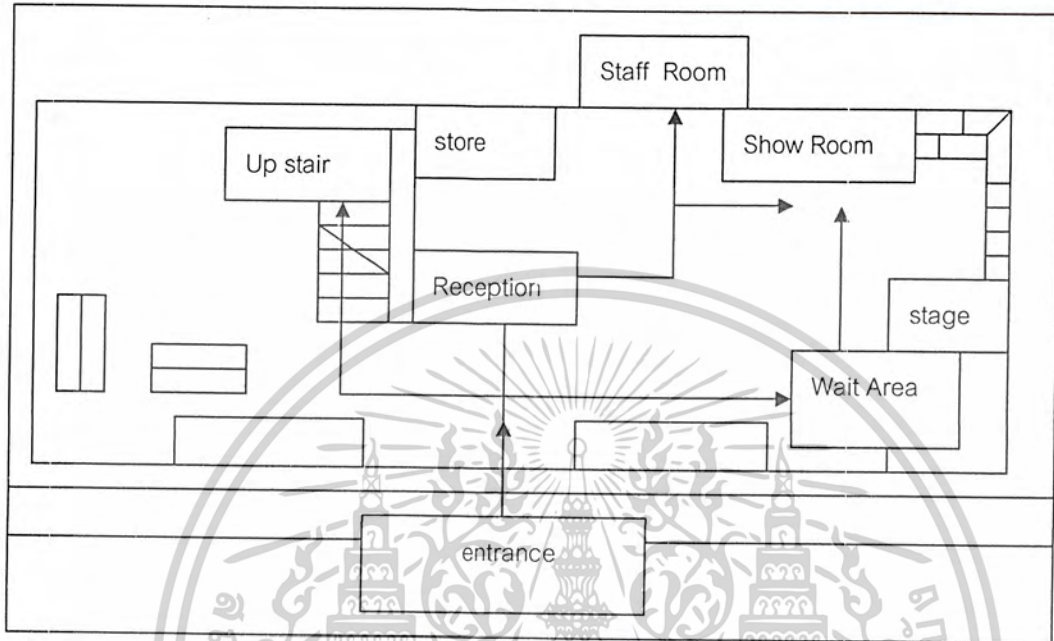 Staff Room
store
Show Room
Up stair
Reception
stage
Wait Area
entrance